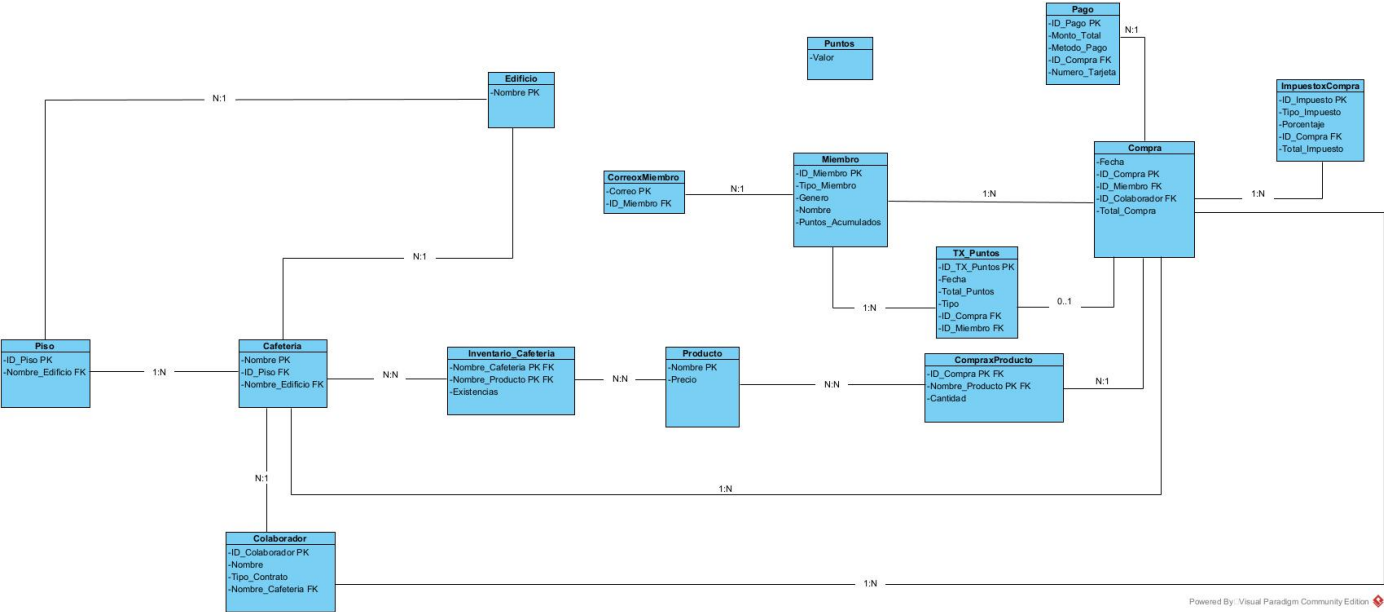 Pago
-ID_Pago PK
-Monto_Total
-Metodo_Pago
-ID_Compra FK
-Numero_Tarjeta
N:1
Puntos
-Valor
Edificio
-Nombre PK
N:1
ImpuestoxCompra
-ID_Impuesto PK
-Tipo_Impuesto
-Porcentaje
-ID_Compra FK
-Total_Impuesto
Compra
-Fecha
-ID_Compra PK
-ID_Miembro FK
-ID_Colaborador FK
-Total_Compra
Miembro
-ID_Miembro PK
-Tipo_Miembro
-Genero
-Nombre
-Puntos_Acumulados
CorreoxMiembro
-Correo PK
-ID_Miembro FK
N:1
1:N
1:N
N:1
TX_Puntos
-ID_TX_Puntos PK
-Fecha
-Total_Puntos
-Tipo
-ID_Compra FK
-ID_Miembro FK
1:N
0..1
Piso
-ID_Piso PK
-Nombre_Edificio FK
1:N
Cafeteria
-Nombre PK
-ID_Piso FK
-Nombre_Edificio FK
N:N
Inventario_Cafeteria
-Nombre_Cafeteria PK FK
-Nombre_Producto PK FK
-Existencias
N:N
Producto
-Nombre PK
-Precio
N:N
CompraxProducto
-ID_Compra PK FK
-Nombre_Producto PK FK
-Cantidad
N:1
N:1
1:N
Colaborador
-ID_Colaborador PK
-Nombre
-Tipo_Contrato
-Nombre_Cafeteria FK
1:N
Powered By: Visual Paradigm Community Edition